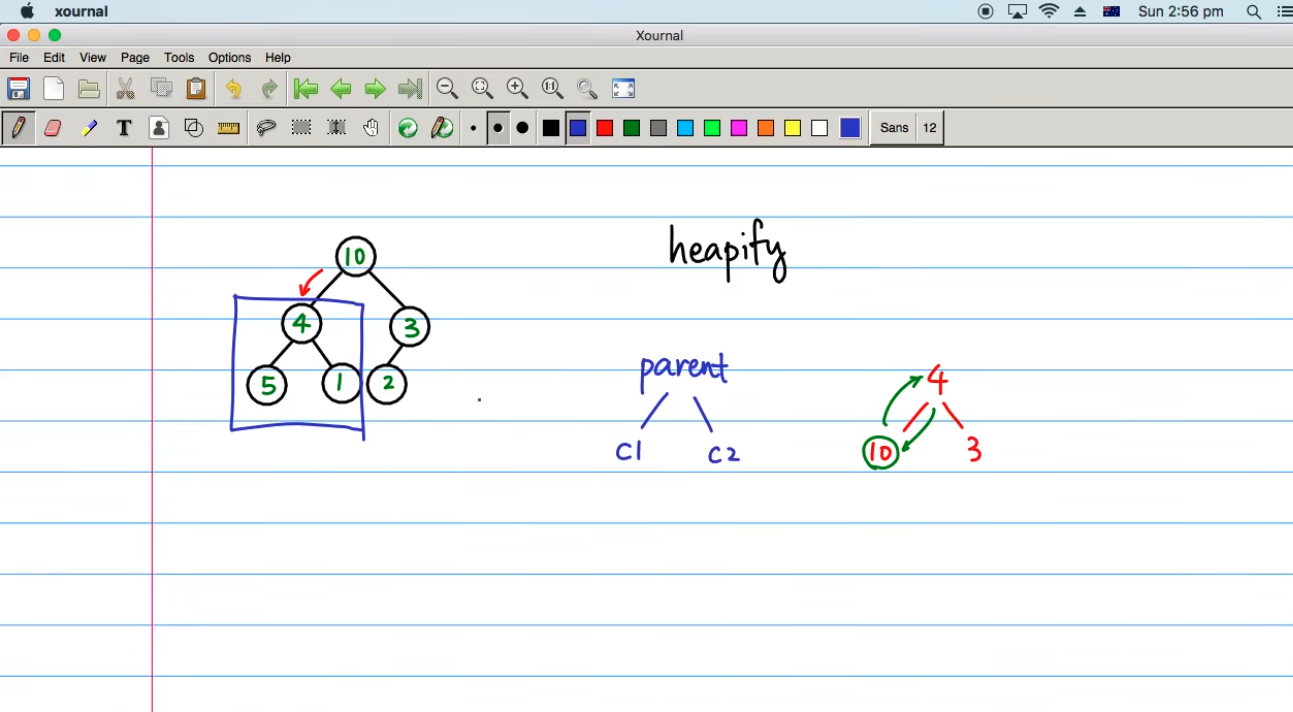 xournal
Sun 2:56 pm
Xournal
File Edit View Page Tools Options Help
T
Sans 12
heapify
10
4 3
5 1 2
parent
C1 C2
4
10 3